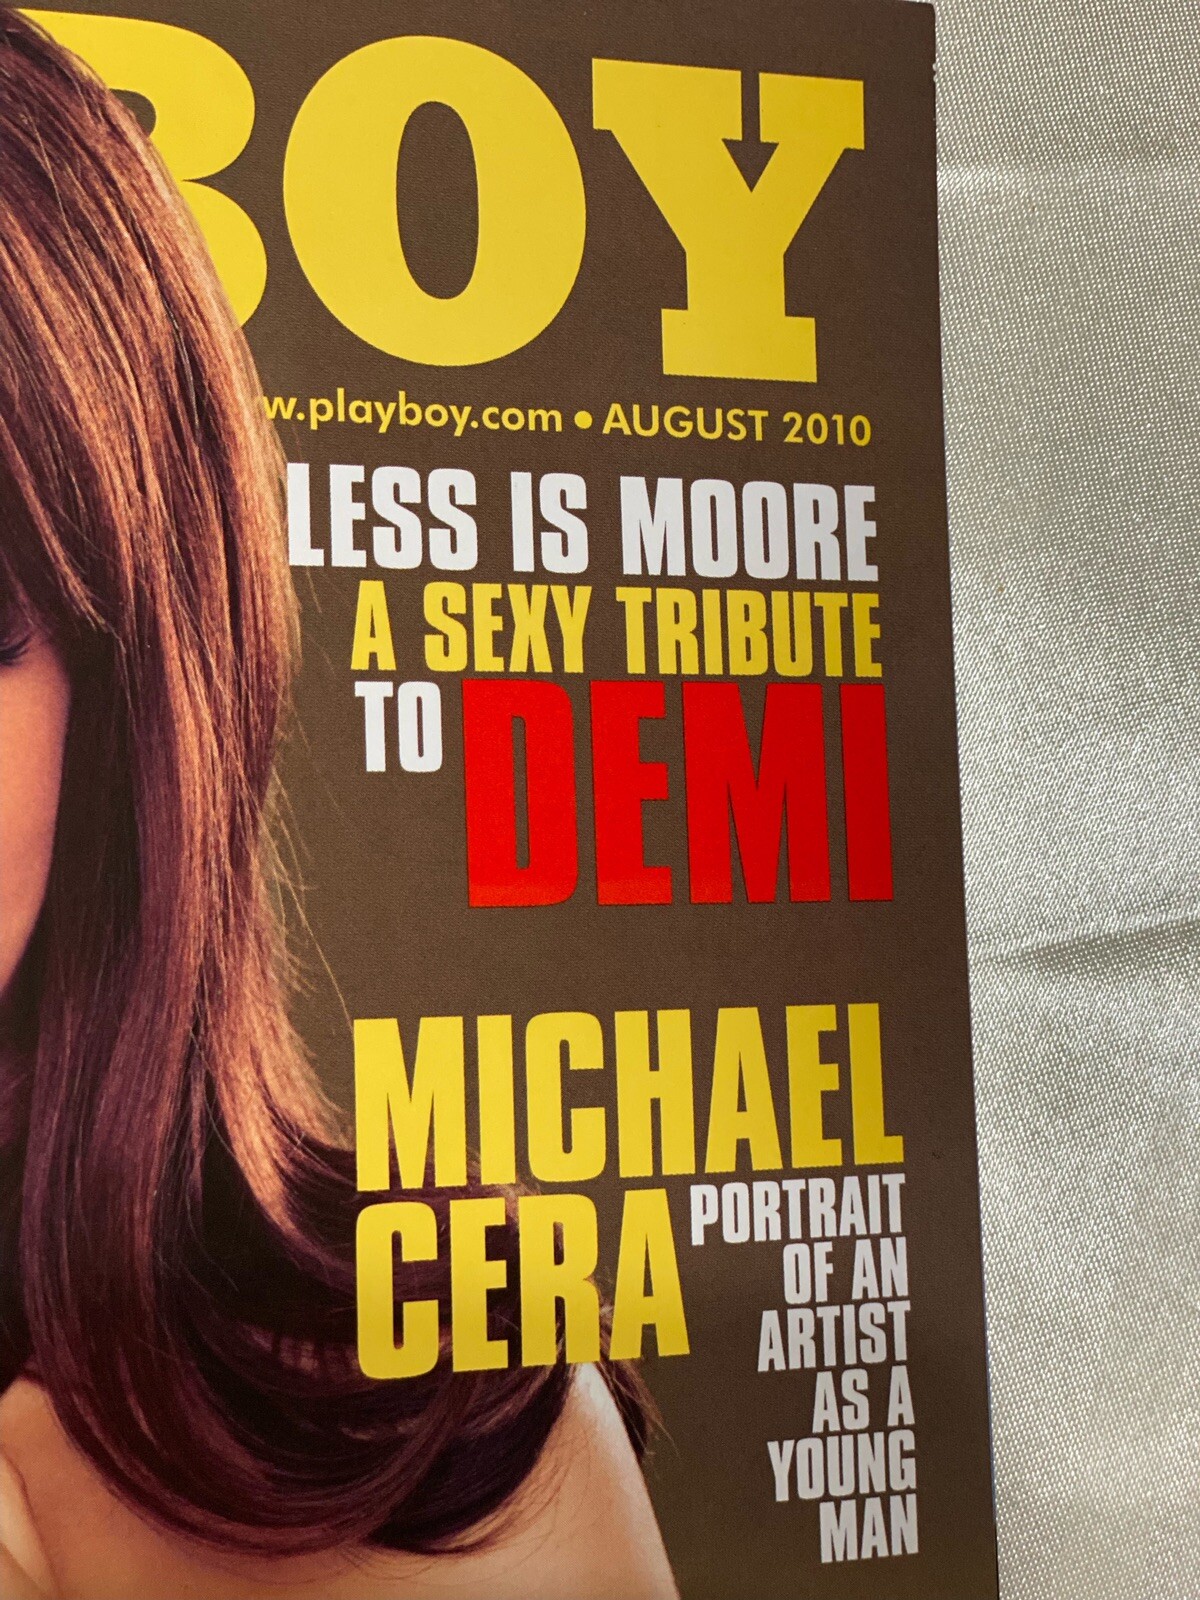 BOY
w.playboy.com • AUGUST 2010
LESS IS MOORE
A SEXY TRIBUTE
TO DEMI
MICHAEL
CERA
PORTRAIT
OF AN
ARTIST
AS A
YOUNG
MAN